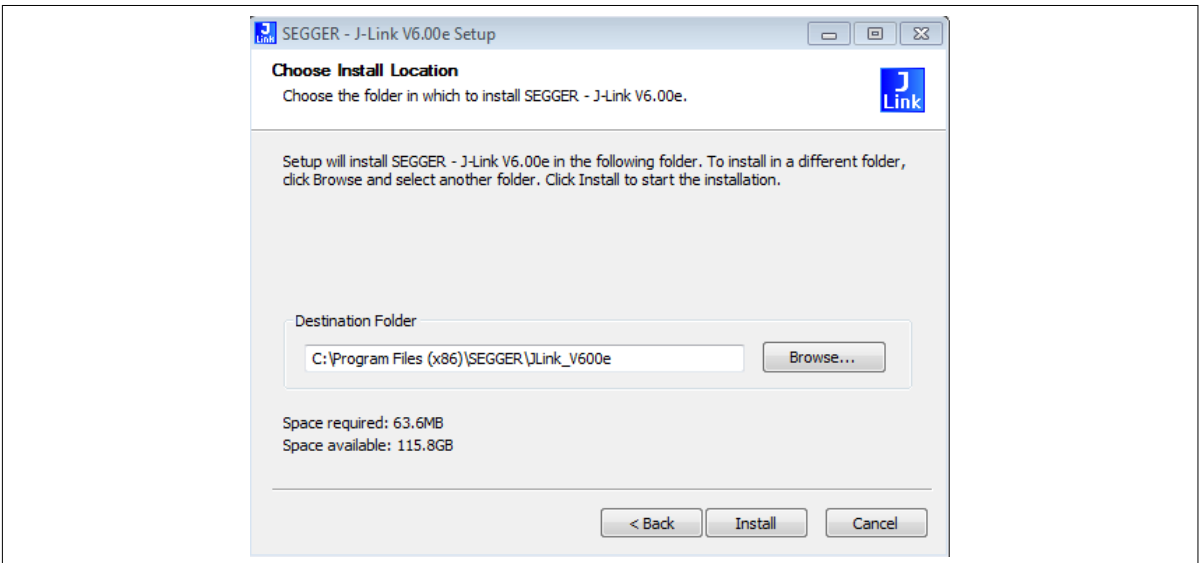 J
Link
SEGGER - J-Link V6.00e Setup
Choose Install Location
Choose the folder in which to install SEGGER - J-Link V6.00e.
J
Link
Setup will install SEGGER - J-Link V6.00e in the following folder. To install in a different folder,
click Browse and select another folder. Click Install to start the installation.
Destination Folder
C:\Program Files (x86)\SEGGER\JLink_V600e
Browse...
Space required: 63.6MB
Space available: 115.8GB
< Back
Install
Cancel